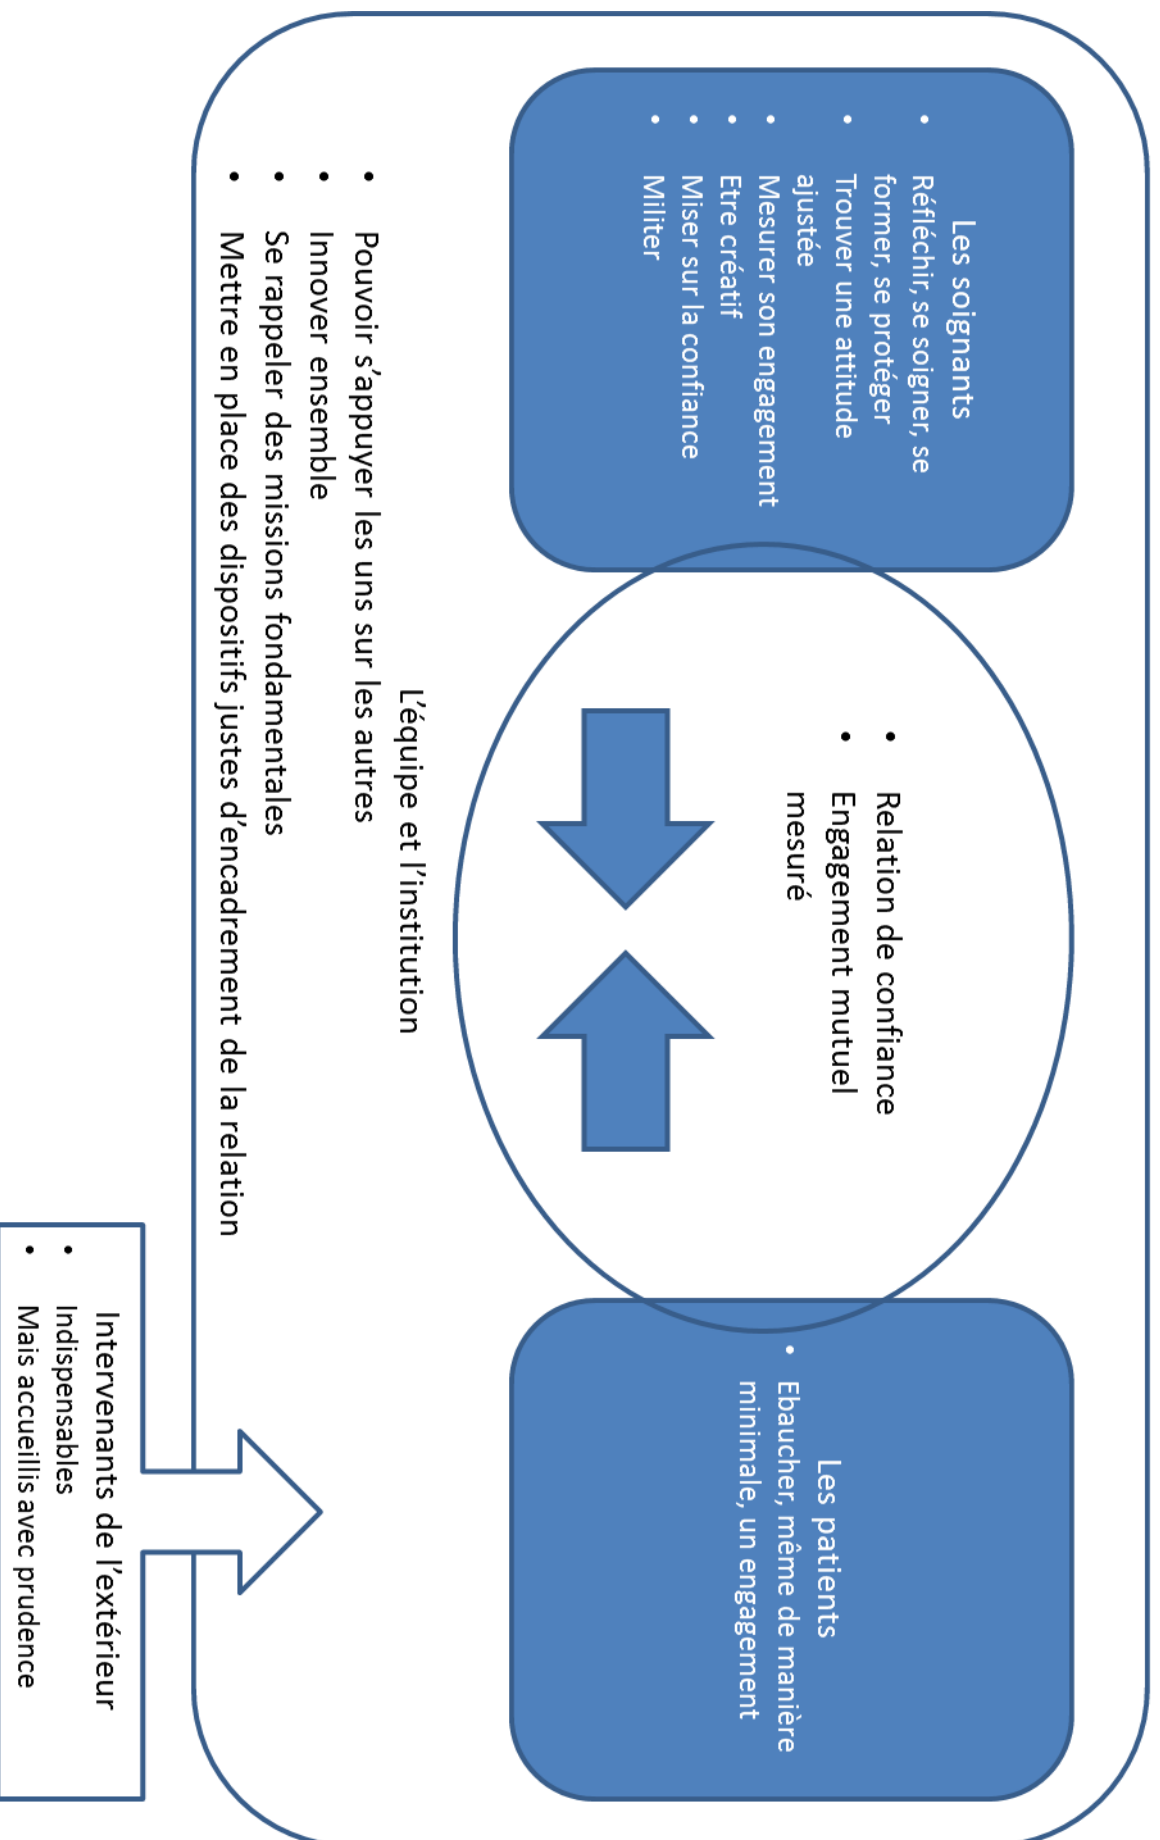 Les soignants
• Réfléchir, se soigner, se
former, se protéger
• Trouver une attitude
ajustée
• Mesurer son engagement
• Etre créatif
• Miser sur la confiance
• Militer
• Relation de confiance
• Engagement mutuel
mesuré
Les patients
• Ebaucher, même de manière
minimale, un engagement
L'équipe et l'institution
• Pouvoir s'appuyer les uns sur les autres
• Innover ensemble
• Se rappeler des missions fondamentales
• Mettre en place des dispositifs justes d'encadrement de la relation
Intervenants de l'extérieur
• Indispensables
• Mais accueillis avec prudence